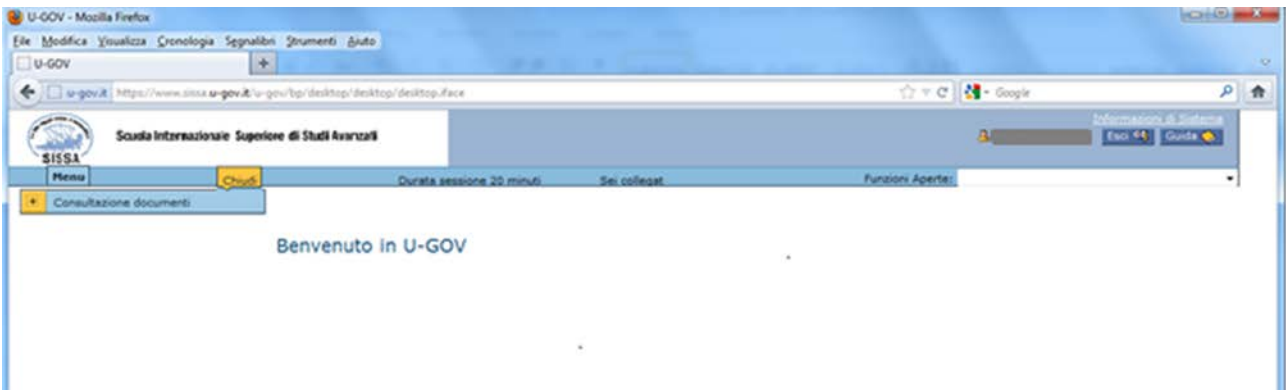 U-GOV - Mozilla Firefox
File Modifica Visualizza Cronologia Segnalibri Strumenti Aiuto
U-GOV
u-gov.it https://www.sissa.u-gov.it/u-gov/bp/desktop/desktop/desktop.iface Google
Informazioni di Sistema
Scuola Internazionale Superiore di Studi Avanzati Esci Guida
SISSA
Menu Chiudi Durata sessione 20 minuti Sei collegat Funzioni Aperte:
+ Consultazione documenti
Benvenuto in U-GOV